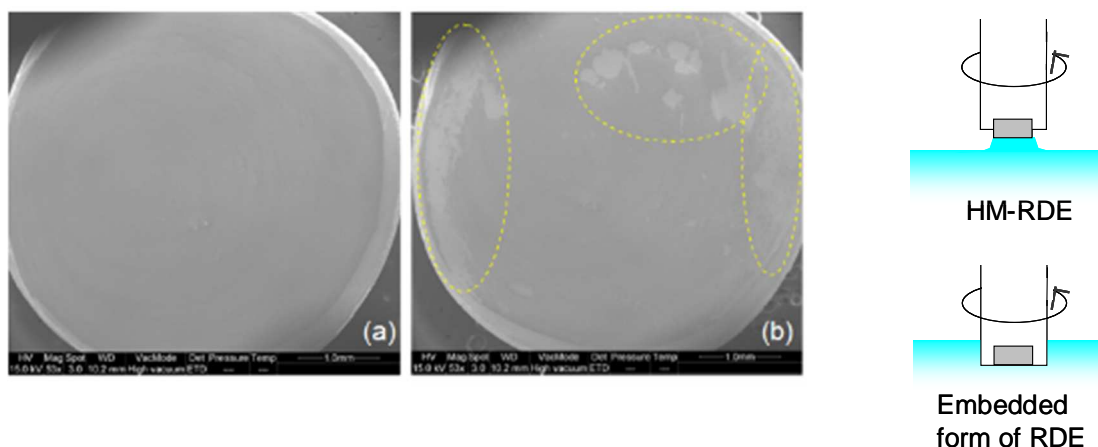 (a)
HV Mag Spot WD VacMode Det Pressure Temp 1.0mm
15.0 kV 53x 3.0 10.2 mm High vacuum ETD --- ---
(b)
HV Mag Spot WD VacMode Det Pressure Temp 1.0mm
15.0 kV 53x 3.0 10.2 mm High vacuum ETD --- ---
HM-RDE
Embedded
form of RDE